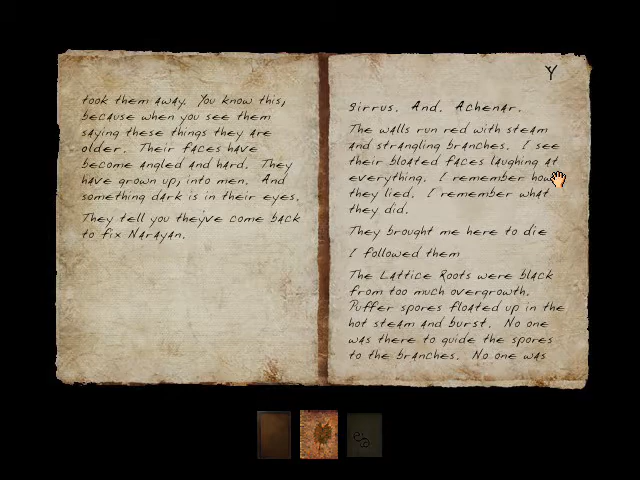 took them away. You know this,
because when you see them
saying these things they are
older. Their faces have
become angled and hard. They
have grown up, into men. And
something dark is in their eyes.
They tell you they've come back
to fix Narayan.
Y
Sirrus. And. Achenar.
The walls run red with steam
and strangling branches. I see
their bloated faces laughing at
everything. I remember how
they lied. I remember what
they did.
They brought me here to die
I followed them
The Lattice Roots were black
from too much overgrowth.
Puffer spores floated up in the
hot steam and burst. No one
was there to guide the spores
to the branches. No one was